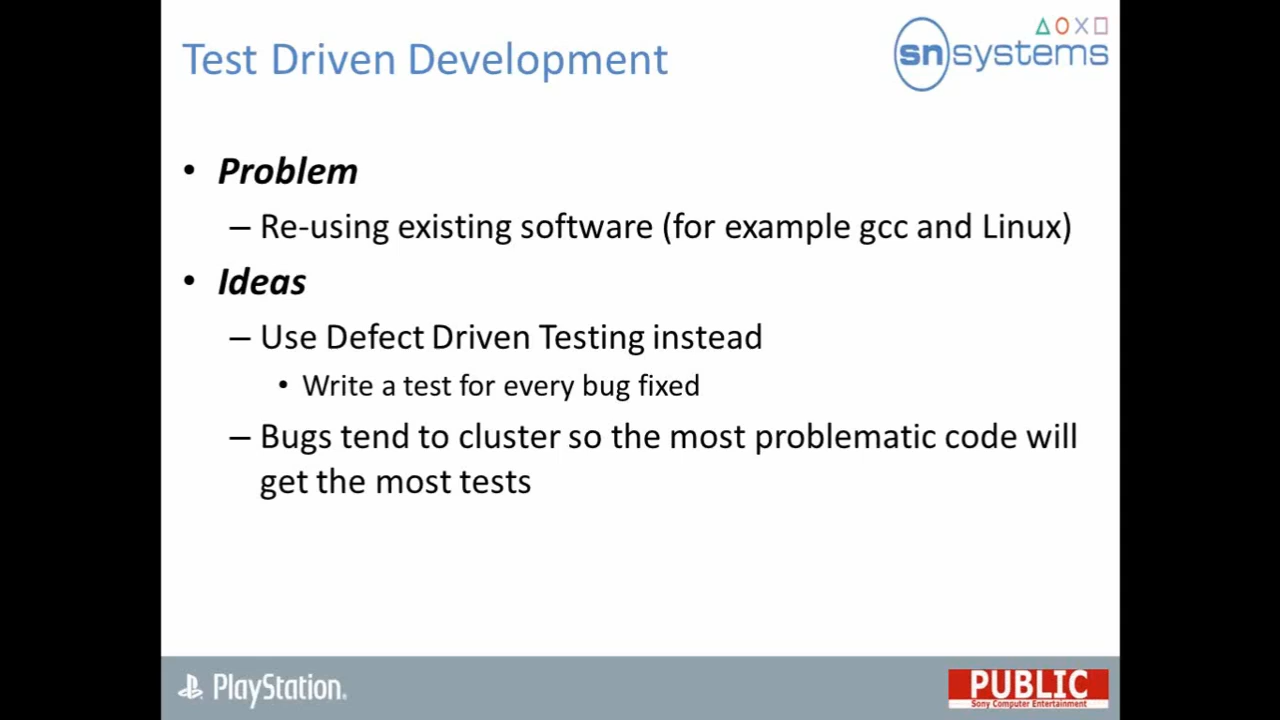 Test Driven Development
snsystems
• Problem
– Re-using existing software (for example gcc and Linux)
• Ideas
– Use Defect Driven Testing instead
• Write a test for every bug fixed
– Bugs tend to cluster so the most problematic code will
get the most tests
PlayStation.
PUBLIC
Sony Computer Entertainment